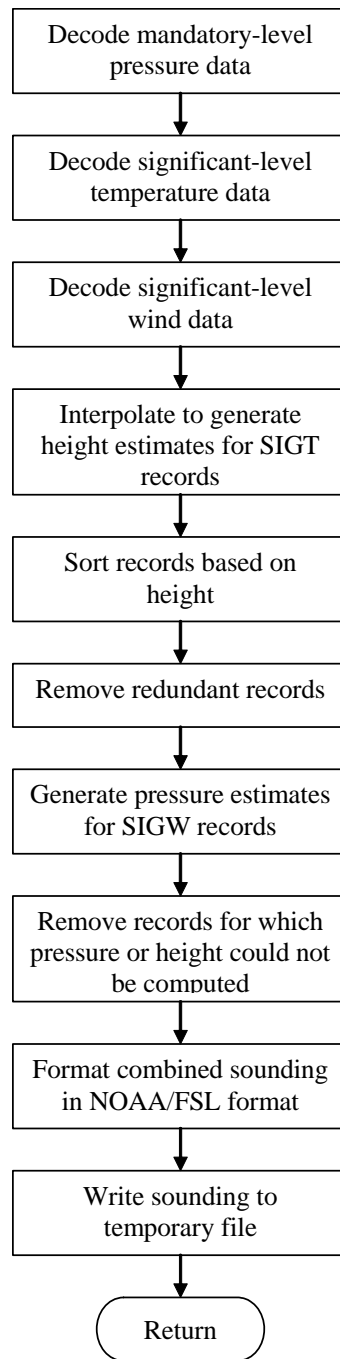 Decode mandatory-level
pressure data
Decode significant-level
temperature data
Decode significant-level
wind data
Interpolate to generate
height estimates for SIGT
records
Sort records based on
height
Remove redundant records
Generate pressure estimates
for SIGW records
Remove records for which
pressure or height could not
be computed
Format combined sounding
in NOAA/FSL format
Write sounding to
temporary file
Return